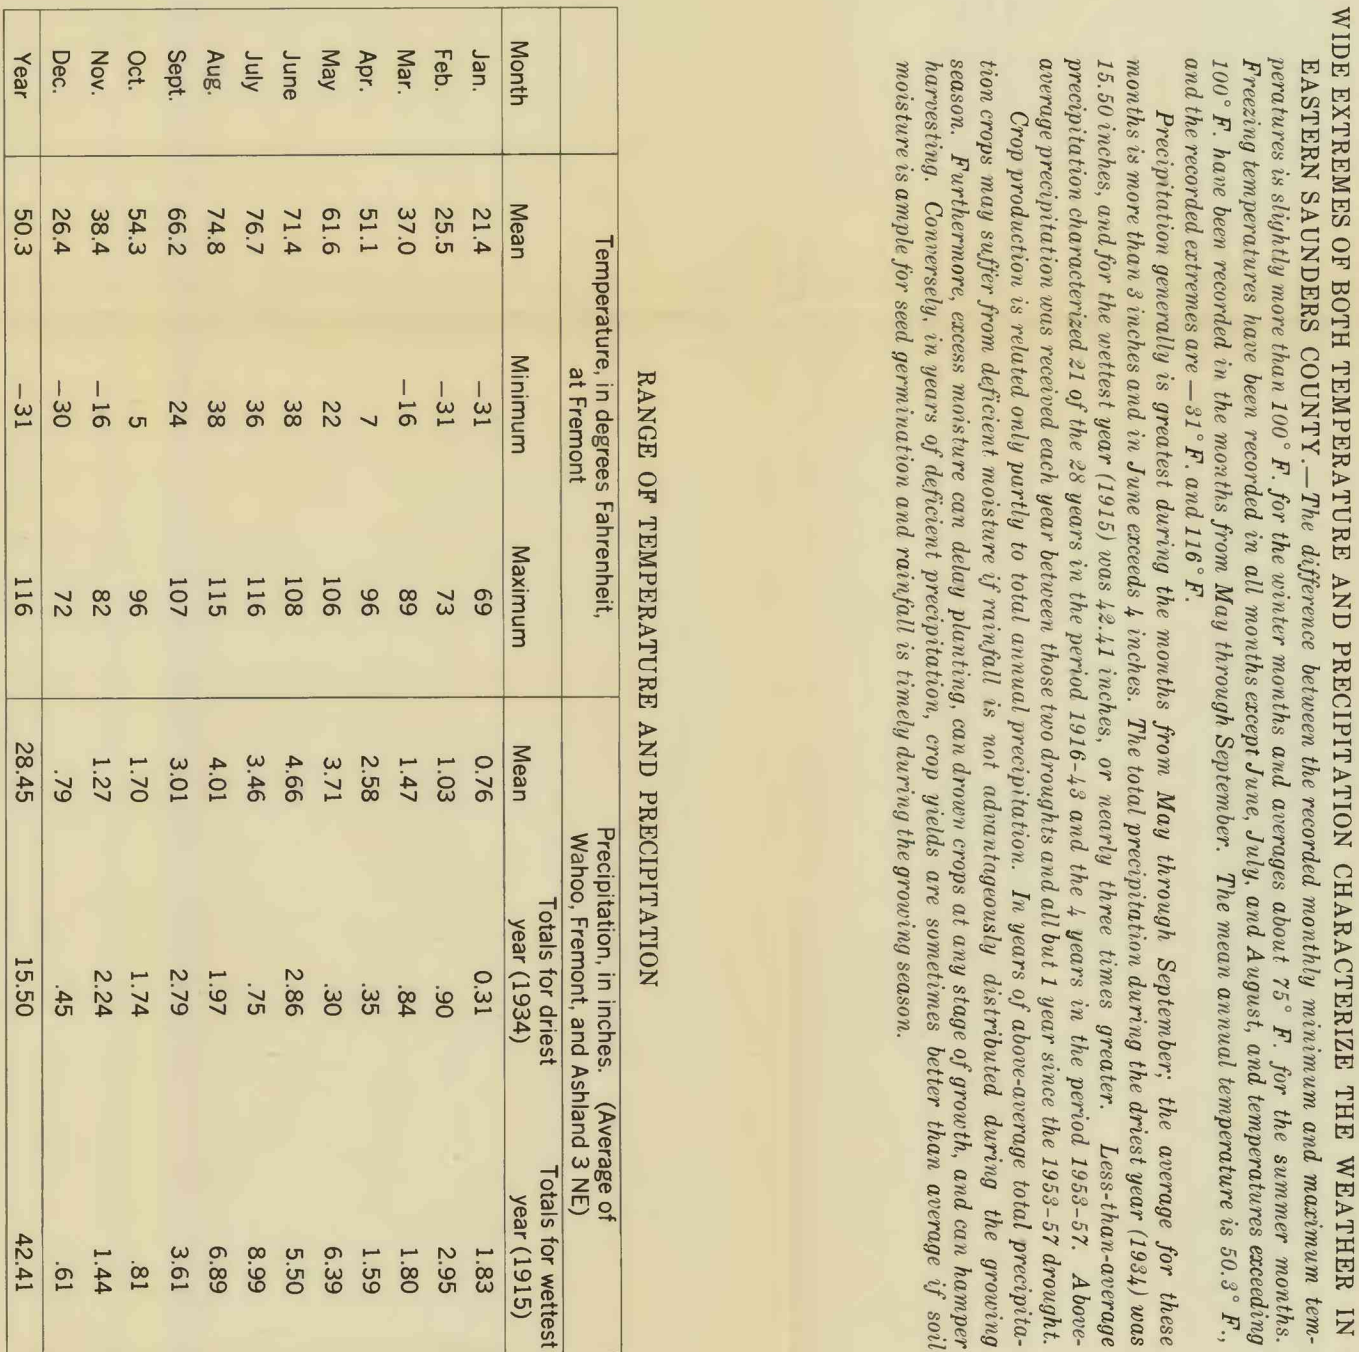 WIDE EXTREMES OF BOTH TEMPERATURE AND PRECIPITATION CHARACTERIZE THE WEATHER IN
EASTERN SAUNDERS COUNTY.—The difference between the recorded monthly minimum and maximum tem-
peratures is slightly more than 100° F. for the winter months and averages about 75° F. for the summer months.
Freezing temperatures have been recorded in all months except June, July, and August, and temperatures exceeding
100° F. have been recorded in the months from May through September. The mean annual temperature is 50.3° F.,
and the recorded extremes are —31° F. and 116° F.
Precipitation generally is greatest during the months from May through September; the average for these
months is more than 3 inches and in June exceeds 4 inches. The total precipitation during the driest year (1934) was
15.50 inches, and for the wettest year (1915) was 42.41 inches, or nearly three times greater. Less-than-average
precipitation characterized 21 of the 28 years in the period 1916–43 and the 4 years in the period 1953–57. Above-
average precipitation was received each year between those two droughts and all but 1 year since the 1953–57 drought.
Crop production is related only partly to total annual precipitation. In years of above-average total precipita-
tion crops may suffer from deficient moisture if rainfall is not advantageously distributed during the growing
season. Furthermore, excess moisture can delay planting, can drown crops at any stage of growth, and can hamper
harvesting. Conversely, in years of deficient precipitation, crop yields are sometimes better than average if soil
moisture is ample for seed germination and rainfall is timely during the growing season.
RANGE OF TEMPERATURE AND PRECIPITATION
Temperature, in degrees Fahrenheit, Precipitation, in inches. (Average of
at Fremont Wahoo, Fremont, and Ashland 3 NE)
Month Mean Minimum Maximum Mean Totals for driest Totals for wettest
year (1934) year (1915)
Jan. 21.4 −31 69 0.76 0.31 1.83
Feb. 25.5 −31 73 1.03 .90 2.95
Mar. 37.0 −16 89 1.47 .84 1.80
Apr. 51.1 7 96 2.58 .35 1.59
May 61.6 22 106 3.71 .30 6.39
June 71.4 38 108 4.66 2.86 5.50
July 76.7 36 116 3.46 .75 8.99
Aug. 74.8 38 115 4.01 1.97 6.89
Sept. 66.2 24 107 3.01 2.79 3.61
Oct. 54.3 5 96 1.70 1.74 .81
Nov. 38.4 −16 82 1.27 2.24 1.44
Dec. 26.4 −30 72 .79 .45 .61
Year 50.3 −31 116 28.45 15.50 42.41